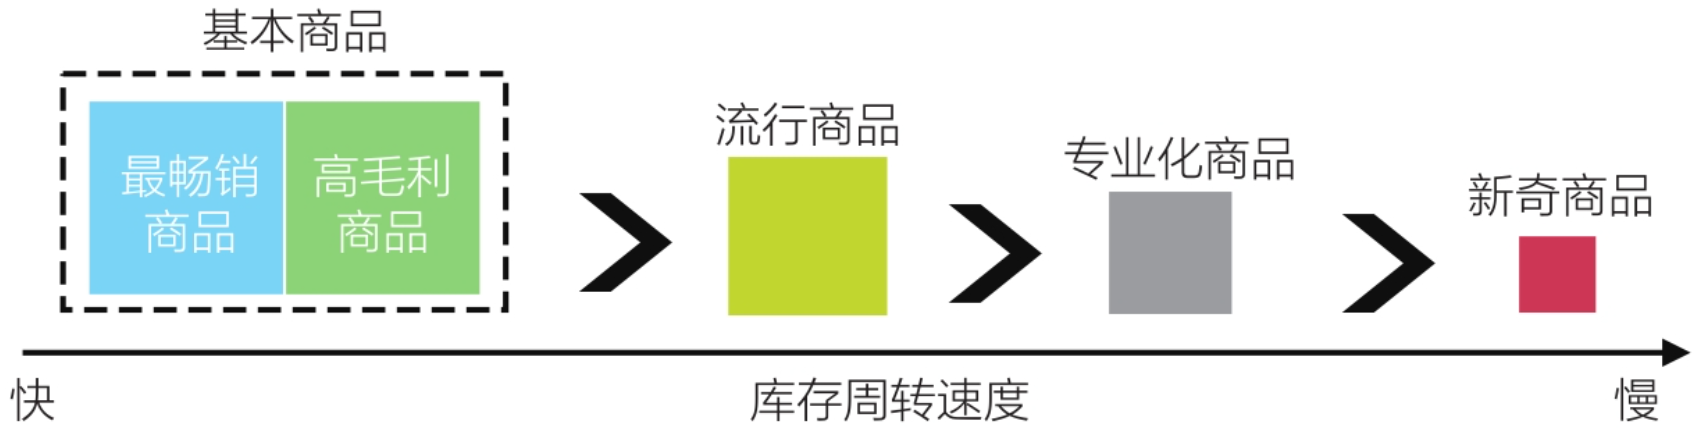 基本商品
最畅销
商品
高毛利
商品
流行商品
专业化商品
新奇商品
快
库存周转速度
慢